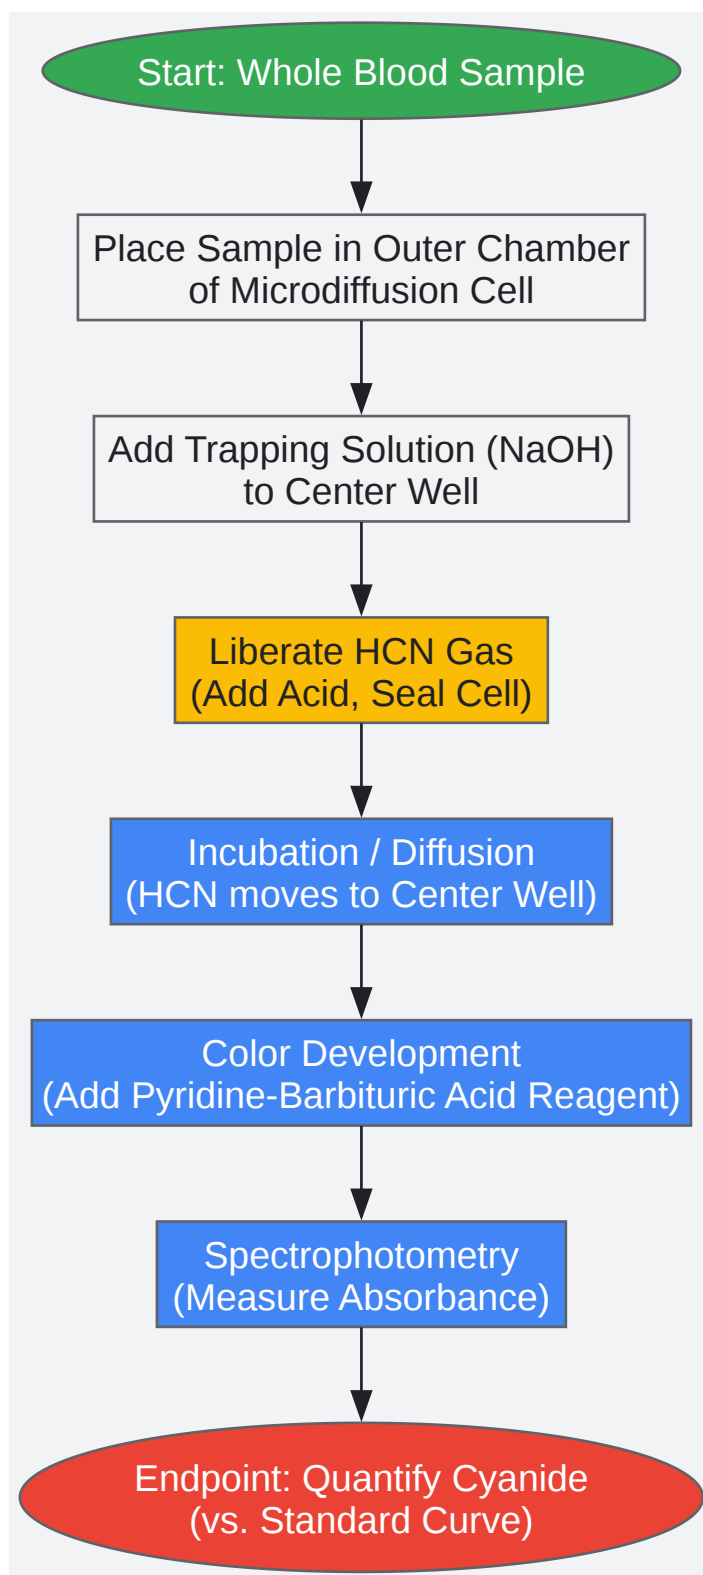 Start: Whole Blood Sample
Place Sample in Outer Chamber
of Microdiffusion Cell
Add Trapping Solution (NaOH)
to Center Well
Liberate HCN Gas
(Add Acid, Seal Cell)
Incubation / Diffusion
(HCN moves to Center Well)
Color Development
(Add Pyridine-Barbituric Acid Reagent)
Spectrophotometry
(Measure Absorbance)
Endpoint: Quantify Cyanide
(vs. Standard Curve)